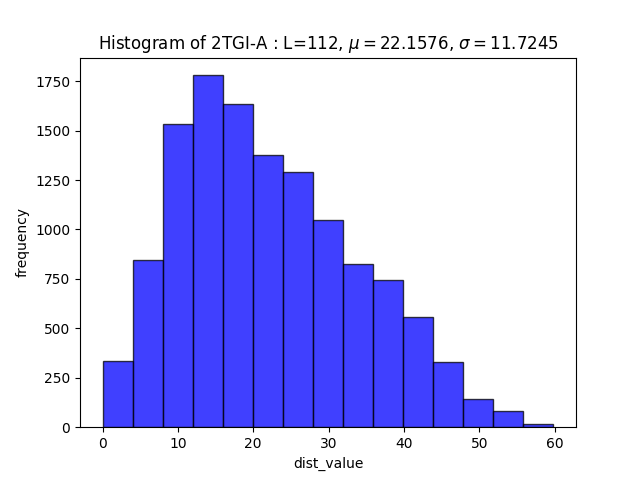 Histogram of 2TGI-A : L=112, μ = 22.1576, σ = 11.7245
1750
1500
1250
1000
750
500
250
0
frequency
0 10 20 30 40 50 60
dist_value